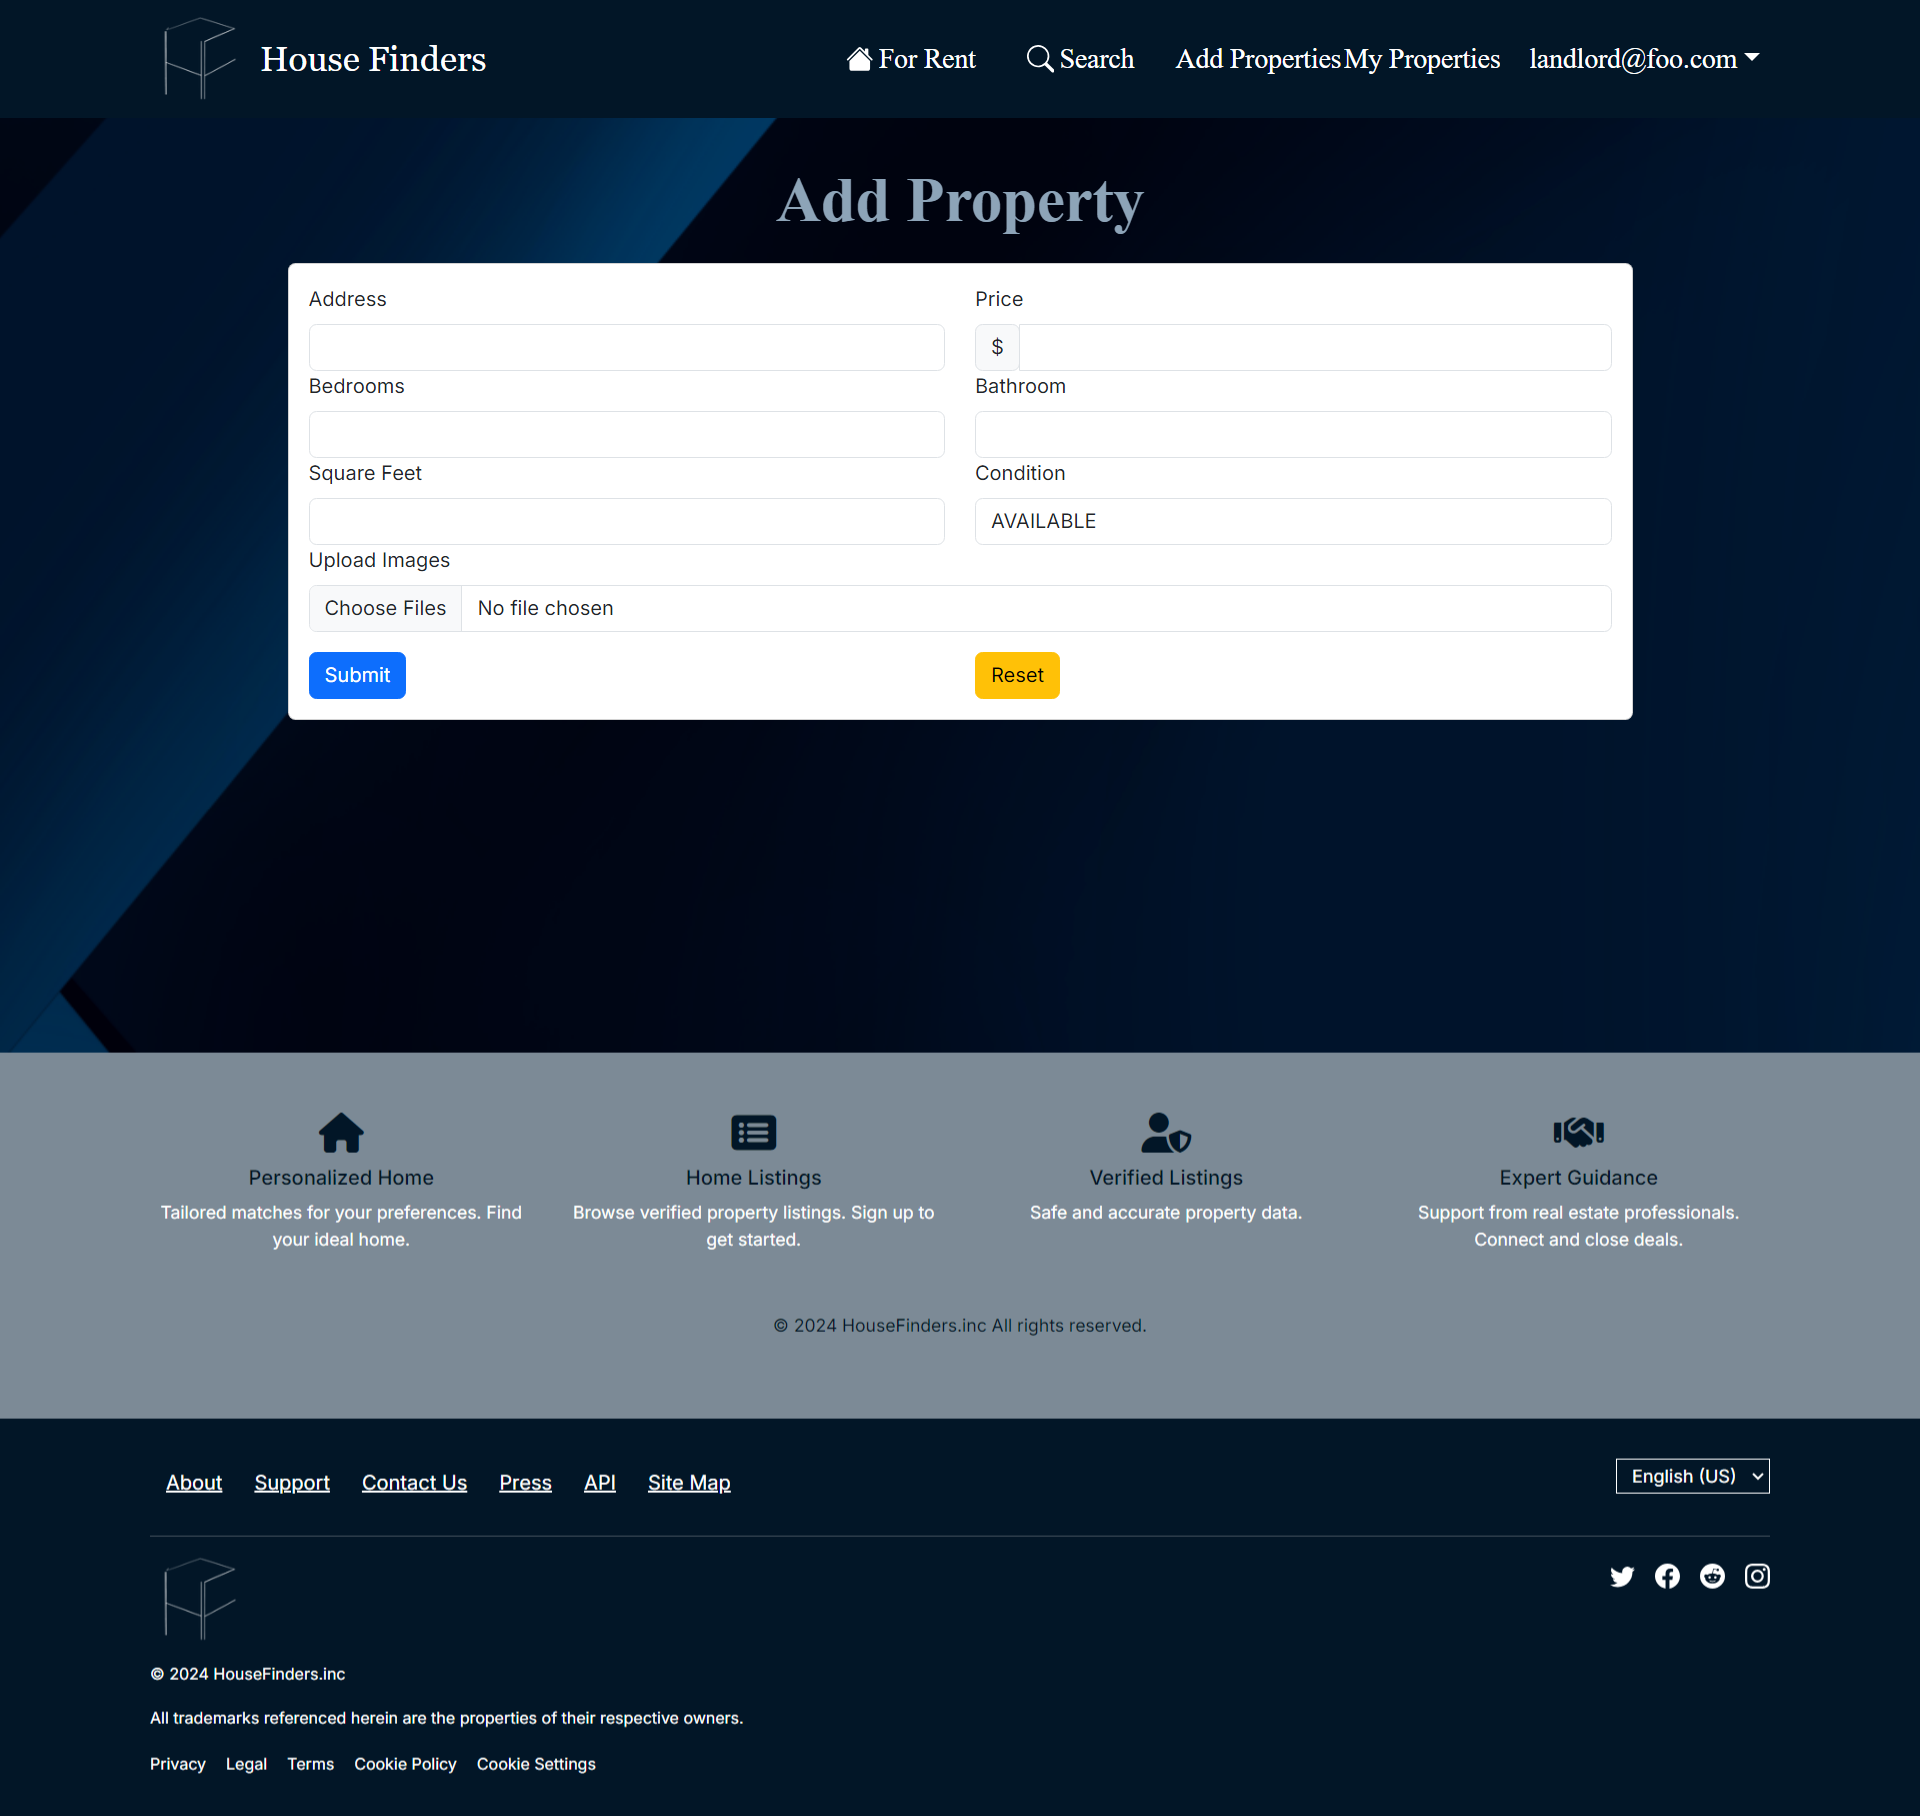 House Finders
For Rent
Search
Add Properties
My Properties
landlord@foo.com
Add Property
Address
Price
$
Bedrooms
Bathroom
Square Feet
Condition
AVAILABLE
Upload Images
Choose Files
No file chosen
Submit
Reset
Personalized Home
Tailored matches for your preferences. Find
your ideal home.
Home Listings
Browse verified property listings. Sign up to
get started.
Verified Listings
Safe and accurate property data.
Expert Guidance
Support from real estate professionals.
Connect and close deals.
© 2024 HouseFinders.inc All rights reserved.
About Support Contact Us Press API Site Map
English (US)
© 2024 HouseFinders.inc
All trademarks referenced herein are the properties of their respective owners.
Privacy Legal Terms Cookie Policy Cookie Settings